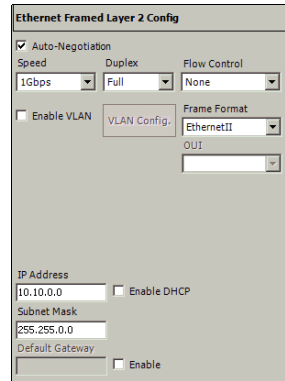 Ethernet Framed Layer 2 Config
Auto-Negotiation
Speed Duplex Flow Control
1Gbps Full None
Enable VLAN VLAN Config. Frame Format
EthernetII
OUI
IP Address
10.10.0.0 Enable DHCP
Subnet Mask
255.255.0.0
Default Gateway
Enable